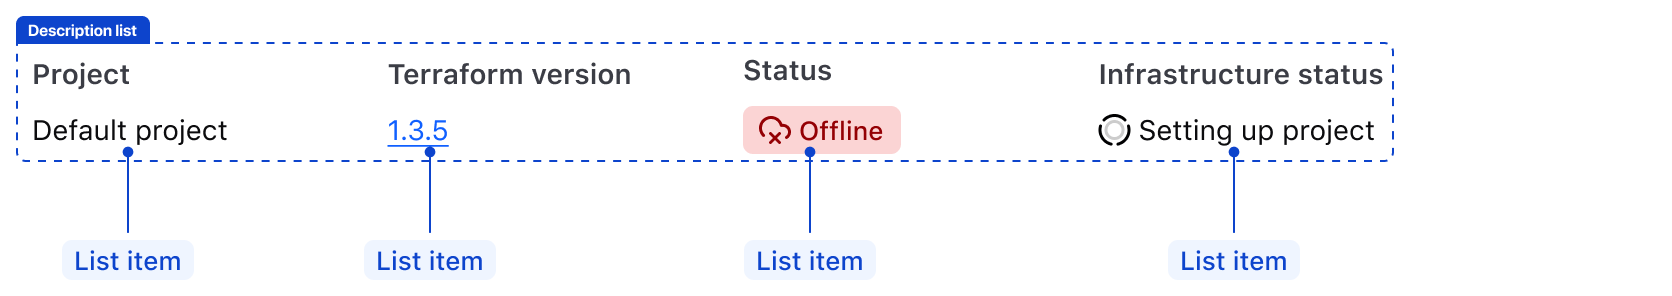 Description list
Project
Terraform version
Status
Infrastructure status
Default project
1.3.5
Offline
Setting up project
List item
List item
List item
List item